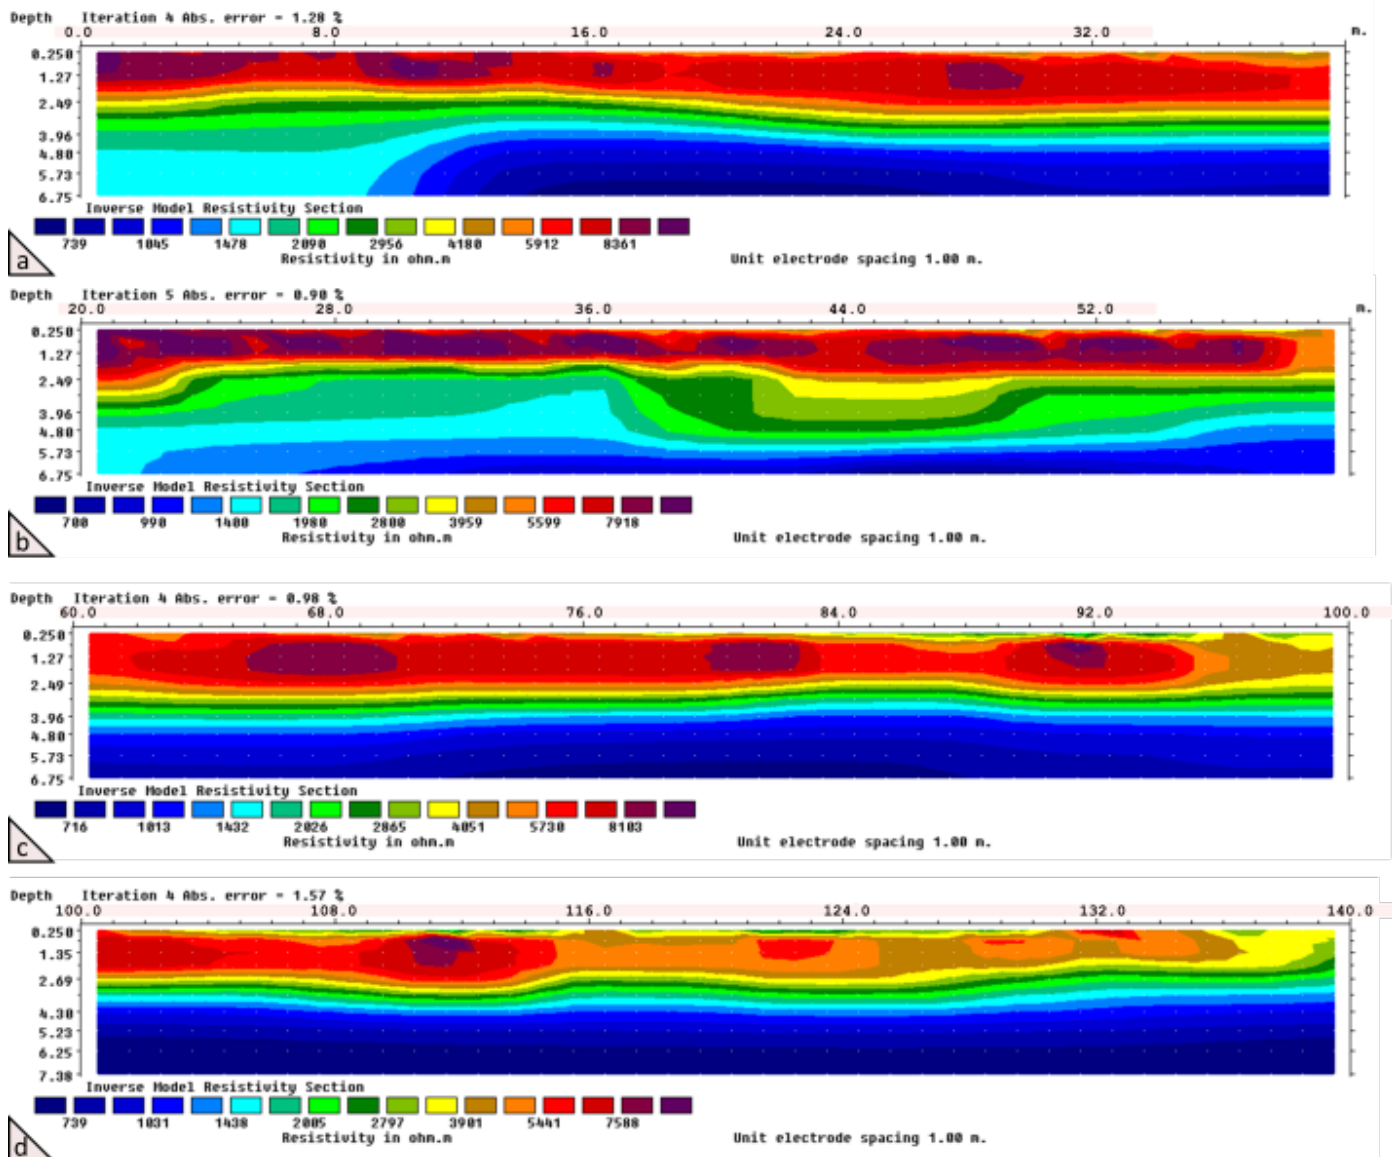 Depth Iteration 4 Abs. error = 1.28 %
0.0 8.0 16.0 24.0 32.0 m.
0.250
1.27
2.49
3.96
4.80
5.73
6.75
Inverse Model Resistivity Section
739 1045 1478 2090 2956 4180 5912 8361
Resistivity in ohm.m Unit electrode spacing 1.00 m.
a
Depth Iteration 5 Abs. error = 0.90 %
20.0 28.0 36.0 44.0 52.0 m.
0.250
1.27
2.49
3.96
4.80
5.73
6.75
Inverse Model Resistivity Section
700 990 1400 1980 2800 3959 5599 7918
Resistivity in ohm.m Unit electrode spacing 1.00 m.
b
Depth Iteration 4 Abs. error = 0.98 %
60.0 68.0 76.0 84.0 92.0 100.0
0.250
1.27
2.49
3.96
4.80
5.73
6.75
Inverse Model Resistivity Section
716 1013 1432 2026 2865 4051 5730 8103
Resistivity in ohm.m Unit electrode spacing 1.00 m.
c
Depth Iteration 4 Abs. error = 1.57 %
100.0 108.0 116.0 124.0 132.0 140.0
0.250
1.35
2.69
4.30
5.23
6.25
7.38
Inverse Model Resistivity Section
739 1031 1438 2005 2797 3901 5441 7588
Resistivity in ohm.m Unit electrode spacing 1.00 m.
d